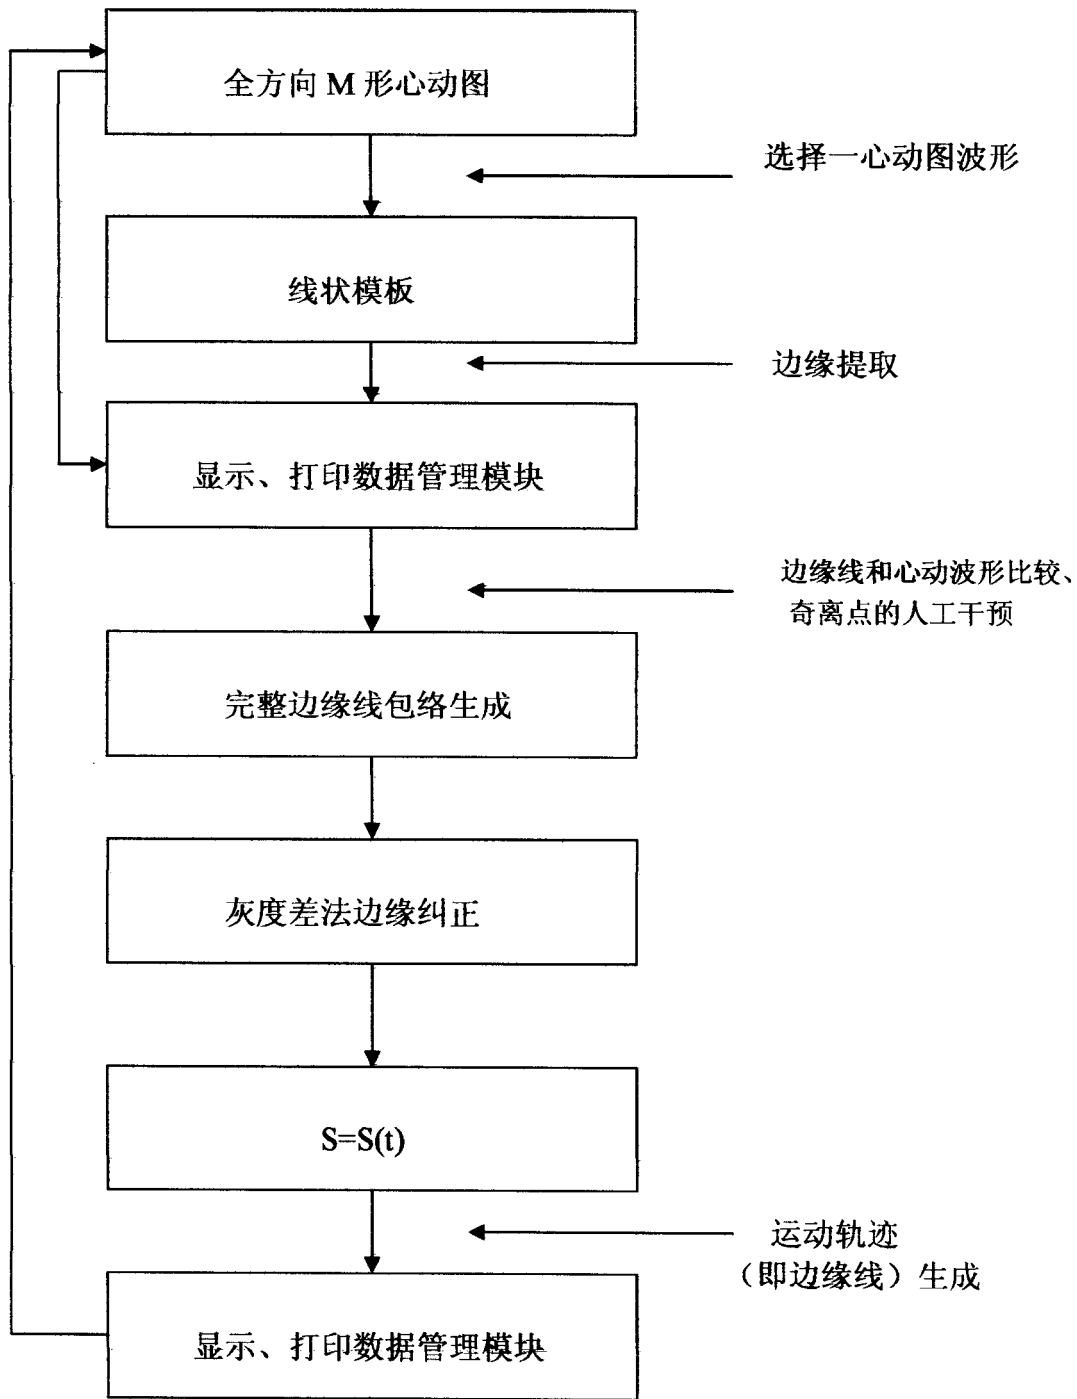 全方向 M 形心动图
选择一心动图波形
线状模板
边缘提取
显示、打印数据管理模块
边缘线和心动波形比较、
奇离点的人工干预
完整边缘线包络生成
灰度差法边缘纠正
S=S(t)
运动轨迹
（即边缘线）生成
显示、打印数据管理模块